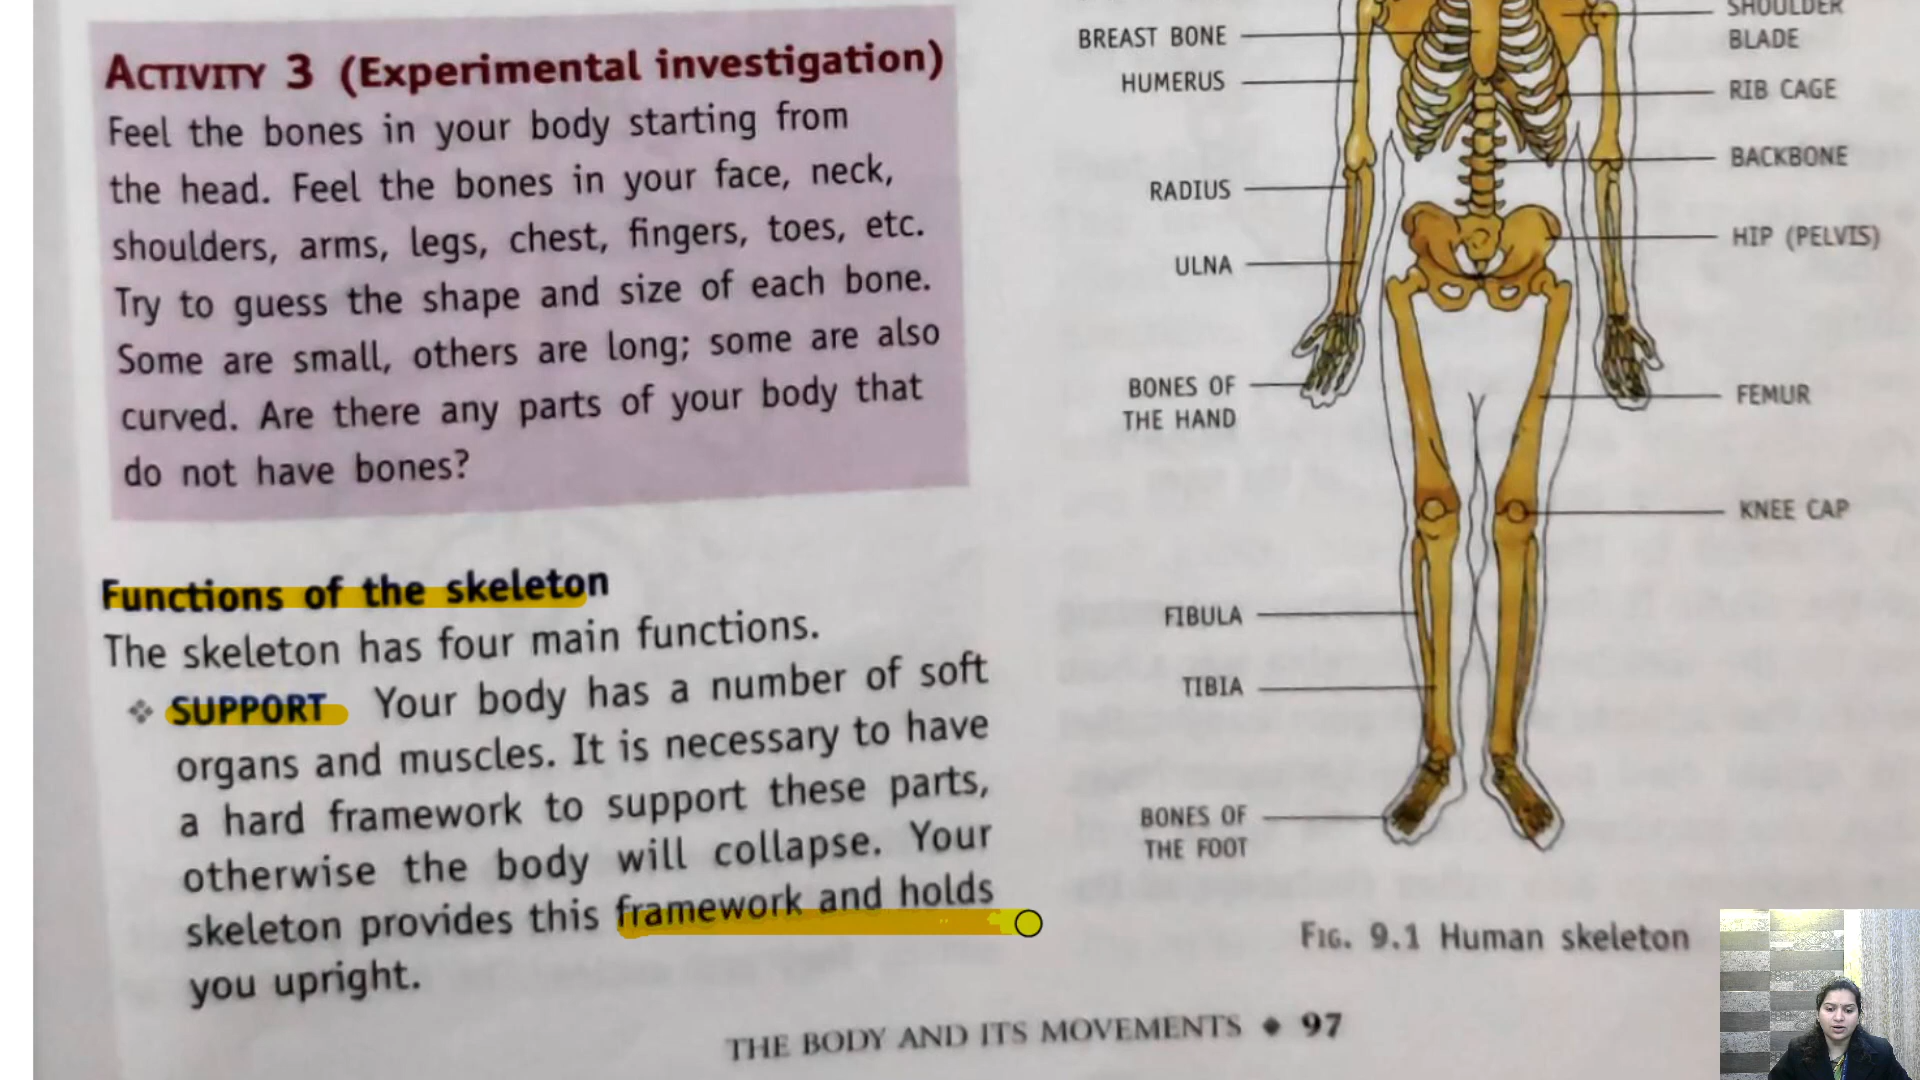 ACTIVITY 3 (Experimental investigation)
Feel the bones in your body starting from
the head. Feel the bones in your face, neck,
shoulders, arms, legs, chest, fingers, toes, etc.
Try to guess the shape and size of each bone.
Some are small, others are long; some are also
curved. Are there any parts of your body that
do not have bones?
Functions of the skeleton
The skeleton has four main functions.
❖ SUPPORT Your body has a number of soft
organs and muscles. It is necessary to have
a hard framework to support these parts,
otherwise the body will collapse. Your
skeleton provides this framework and holds
you upright.
BREAST BONE
HUMERUS
RADIUS
ULNA
BONES OF
THE HAND
FIBULA
TIBIA
BONES OF
THE FOOT
SHOULDER
BLADE
RIB CAGE
BACKBONE
HIP (PELVIS)
FEMUR
KNEE CAP
FIG. 9.1 Human skeleton
THE BODY AND ITS MOVEMENTS ◆ 97